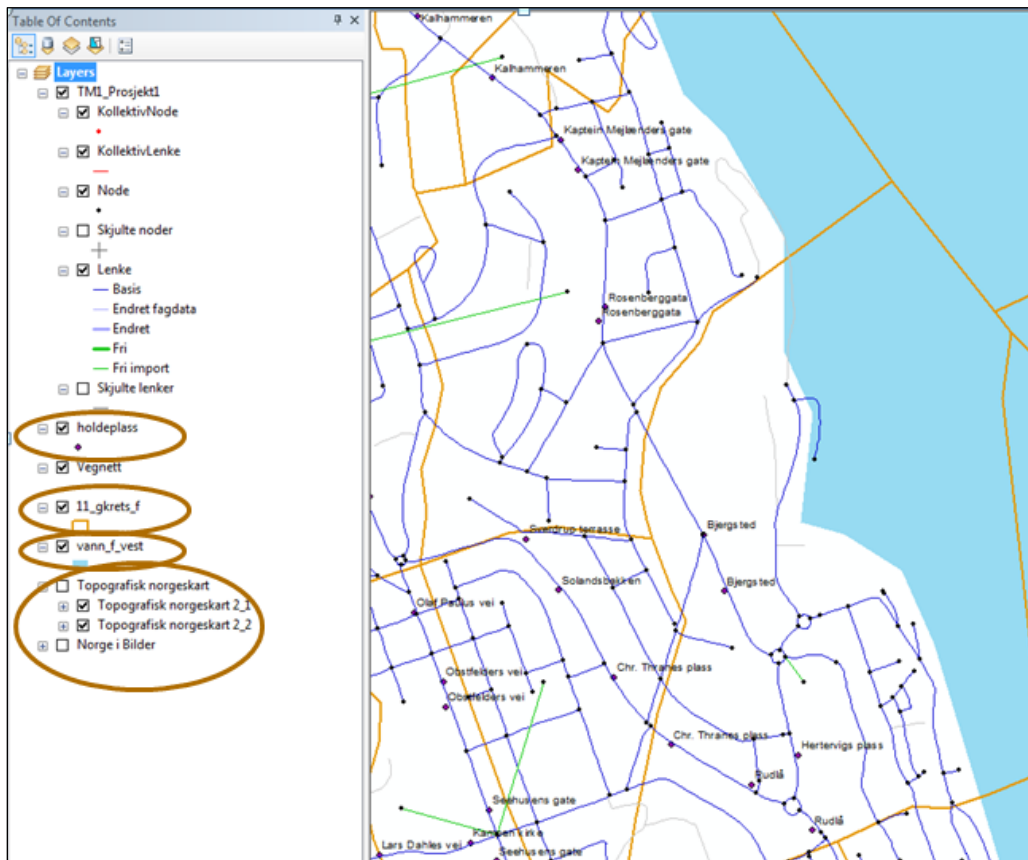 Table Of Contents
Layers
TM1_Prosjekt1
KollektivNode
KollektivLenke
Node
Skjulte noder
Lenke
Basis
Endret fagdata
Endret
Fri
Fri import
Skjulte lenker
holdeplass
Vegnett
11_gkrets_f
vann_f_vest
Topografisk norgeskart
Topografisk norgeskart 2_1
Topografisk norgeskart 2_2
Norge i Bilder
Kalhammeren
Kalhammeren
Kaptein Mejlænders gate
Kaptein Mejlænders gate
Rosenberggata
Rosenberggata
Sverdrup terrasse
Bjergsted
Solandsbakken
Bjergsted
Olaf Paulus vei
Chr. Thranes plass
Obstfelders vei
Obstfelders vei
Chr. Thranes plass
Hertervigs plass
Rudlå
Seehusens gate
Rudlå
Kampen kirke
Lars Dahles vei
Seehusens gate